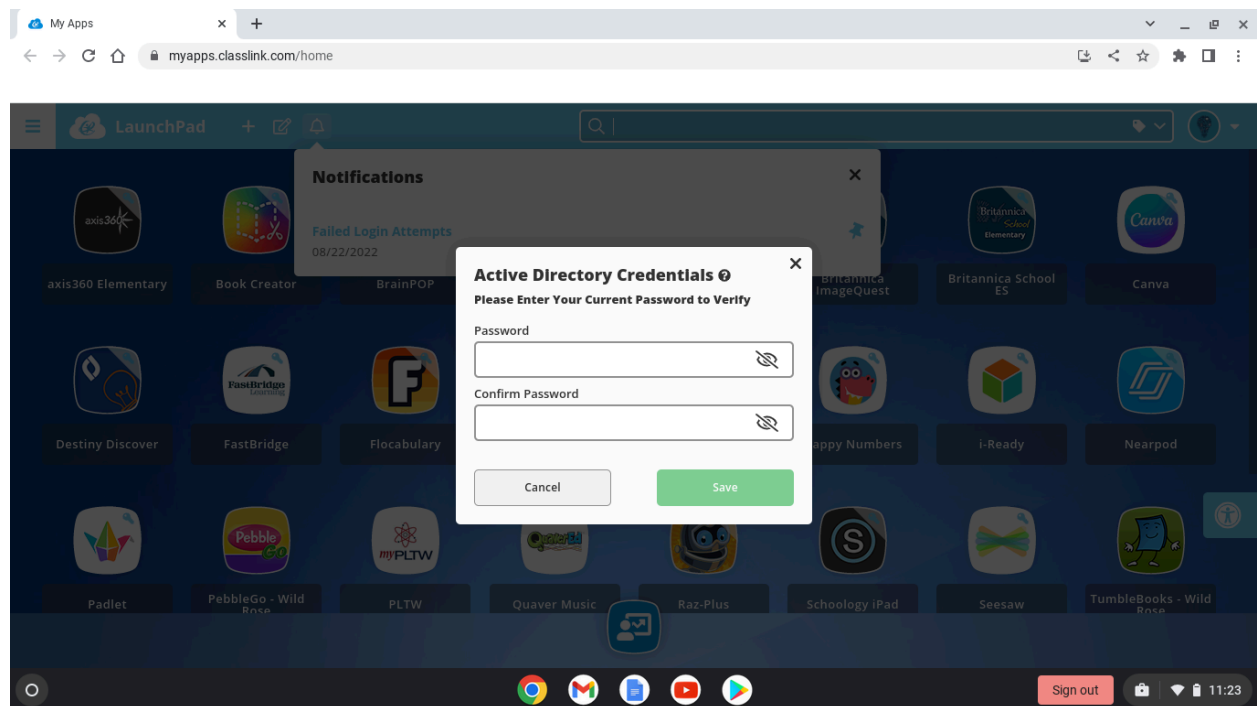 My Apps
myapps.classlink.com/home
LaunchPad
Notifications
Failed Login Attempts
08/22/2022
Active Directory Credentials
Please Enter Your Current Password to Verify
Password
Confirm Password
Cancel
Save
axis360
Britannica
School
Elementary
Canva
axis360 Elementary
Book Creator
BrainPOP
Britannica
ImageQuest
Britannica School
ES
Canva
FastBridge
Learning
Destiny Discover
FastBridge
Flocabulary
appy Numbers
i-Ready
Nearpod
Pebble
GO
myPLTW
QuaverEd
S
Padlet
PebbleGo - Wild
Rose
PLTW
Quaver Music
Raz-Plus
Schoology iPad
Seesaw
TumbleBooks - Wild
Rose
Sign out
11:23